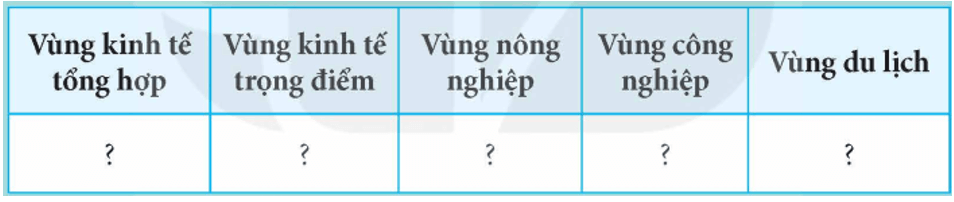 Vùng kinh tế
tổng hợp
Vùng kinh tế
trọng điểm
Vùng nông
nghiệp
Vùng công
nghiệp
Vùng du lịch
?
?
?
?
?